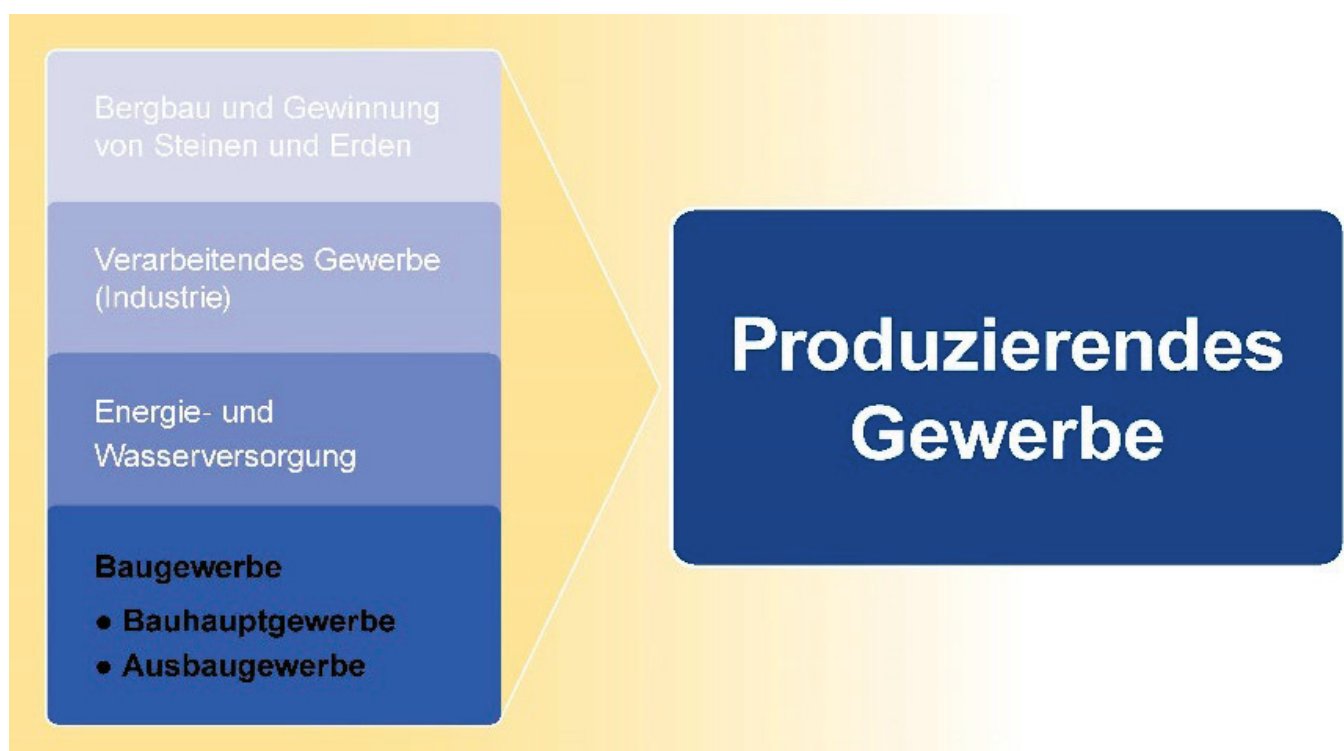 Bergbau und Gewinnung
von Steinen und Erden
Verarbeitendes Gewerbe
(Industrie)
Energie- und
Wasserversorgung
Baugewerbe
● Bauhauptgewerbe
● Ausbaugewerbe
Produzierendes
Gewerbe